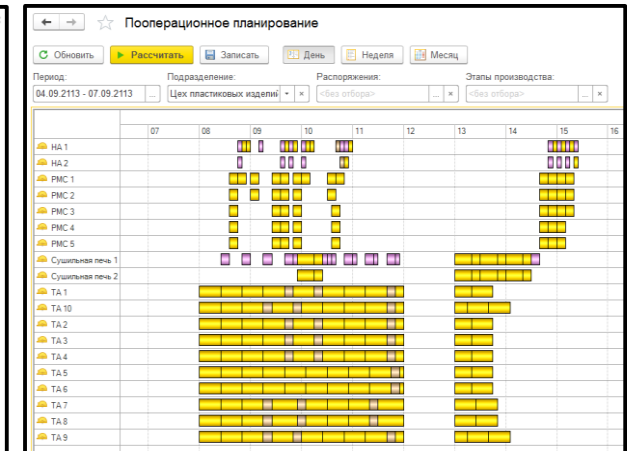 Пооперационное планирование
Обновить Рассчитать Записать День Неделя Месяц
Период: Подразделение: Распоряжения: Этапы производства:
04.09.2113 - 07.09.2113 ... Цех пластиковых изделий <без отбора> ... × <без отбора> ... ×
07 08 09 10 11 12 13 14 15 16
НА 1
НА 2
РМС 1
РМС 2
РМС 3
РМС 4
РМС 5
Сушильная печь 1
Сушильная печь 2
ТА 1
ТА 10
ТА 2
ТА 3
ТА 4
ТА 5
ТА 6
ТА 7
ТА 8
ТА 9